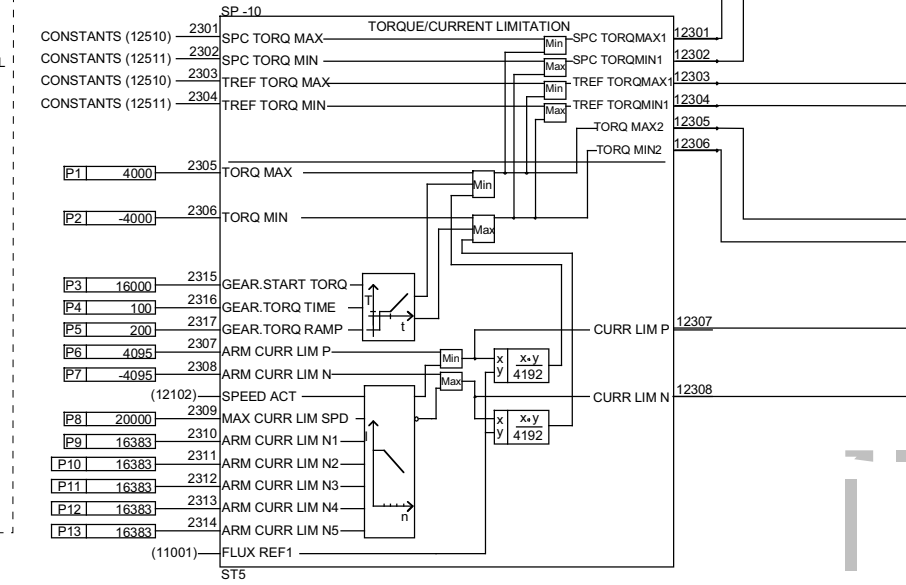 SP -10
TORQUE/CURRENT LIMITATION
CONSTANTS (12510) 2301 SPC TORQ MAX Min SPC TORQMAX1 12301
L
CONSTANTS (12511) 2302 SPC TORQ MIN Max SPC TORQMIN1 12302
CONSTANTS (12510) 2303 TREF TORQ MAX Min TREF TORQMAX1 12303
CONSTANTS (12511) 2304 TREF TORQ MIN Max TREF TORQMIN1 12304
TORQ MAX2 12305
TORQ MIN2 12306
P1 4000 2305 TORQ MAX Min
P2 -4000 2306 TORQ MIN Max
P3 16000 2315 GEAR.START TORQ
P4 100 2316 GEAR.TORQ TIME T
P5 200 2317 GEAR.TORQ RAMP t
CURR LIM P 12307
P6 4095 2307 ARM CURR LIM P Min x y x•y 4192
P7 -4095 2308 ARM CURR LIM N Max
(12102) SPEED ACT CURR LIM N 12308
P8 20000 2309 MAX CURR LIM SPD x y x•y 4192
P9 16383 2310 ARM CURR LIM N1 I
P10 16383 2311 ARM CURR LIM N2
P11 16383 2312 ARM CURR LIM N3
P12 16383 2313 ARM CURR LIM N4 n
P13 16383 2314 ARM CURR LIM N5
(11001) FLUX REF1
ST5